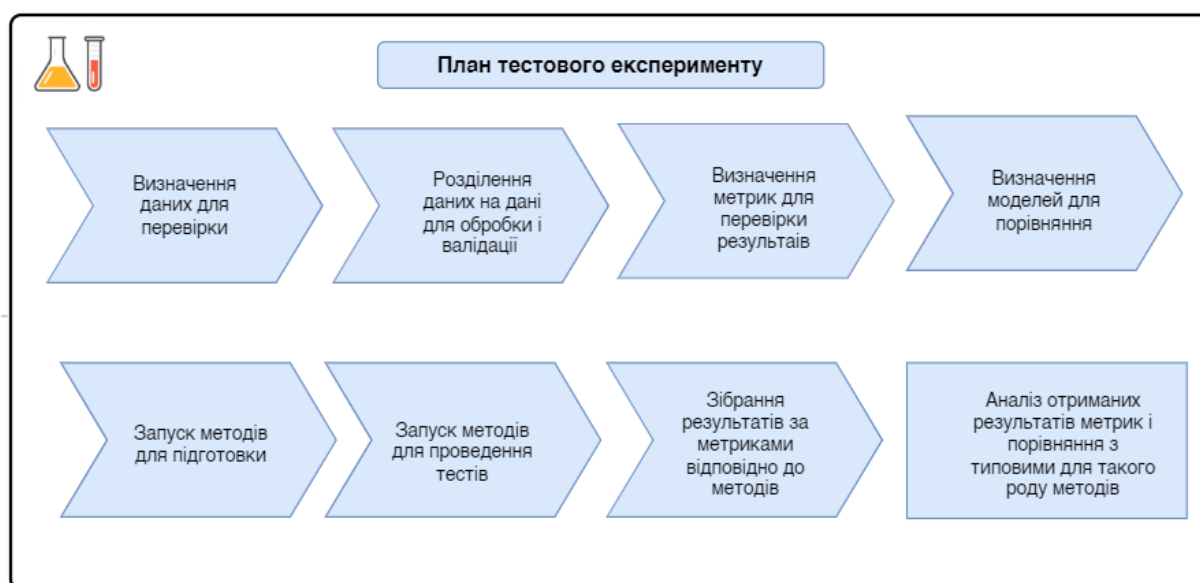 План тестового експерименту
Визначення
даних для
перевірки
Розділення
даних на дані
для обробки і
валідації
Визначення
метрик для
перевірки
результаів
Визначення
моделей для
порівняння
Запуск методів
для підготовки
Запуск методів
для проведення
тестів
Зібрання
результатів за
метриками
відповідно до
методів
Аналіз отриманих
результатів метрик і
порівняння з
типовими для такого
роду методів